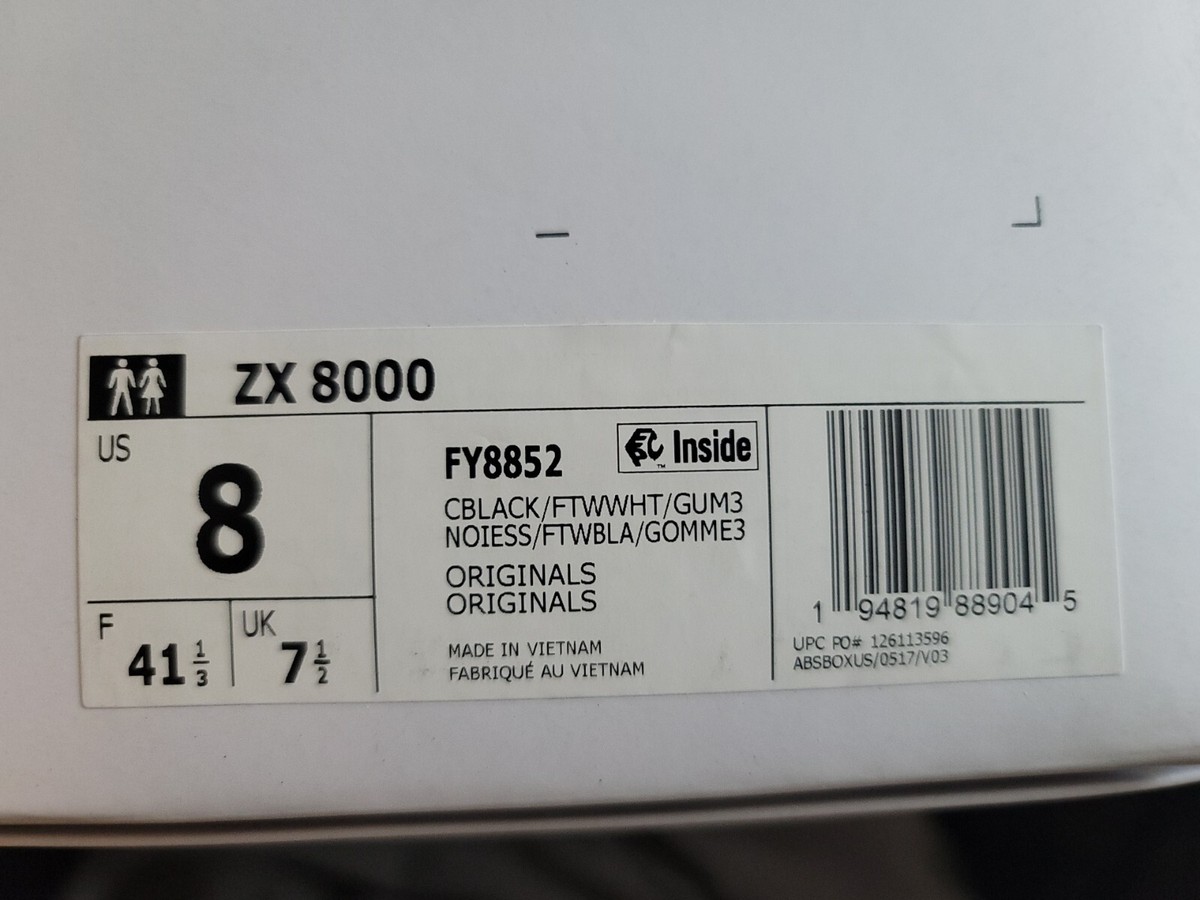 ZX 8000
US
8
F
41 1/3
UK
7 1/2
FY8852
Inside
™
CBLACK/FTWWHT/GUM3
NOIESS/FTWBLA/GOMME3
ORIGINALS
ORIGINALS
MADE IN VIETNAM
FABRIQUÉ AU VIETNAM
1 94819 88904 5
UPC PO# 126113596
ABSBOXUS/0517/V03